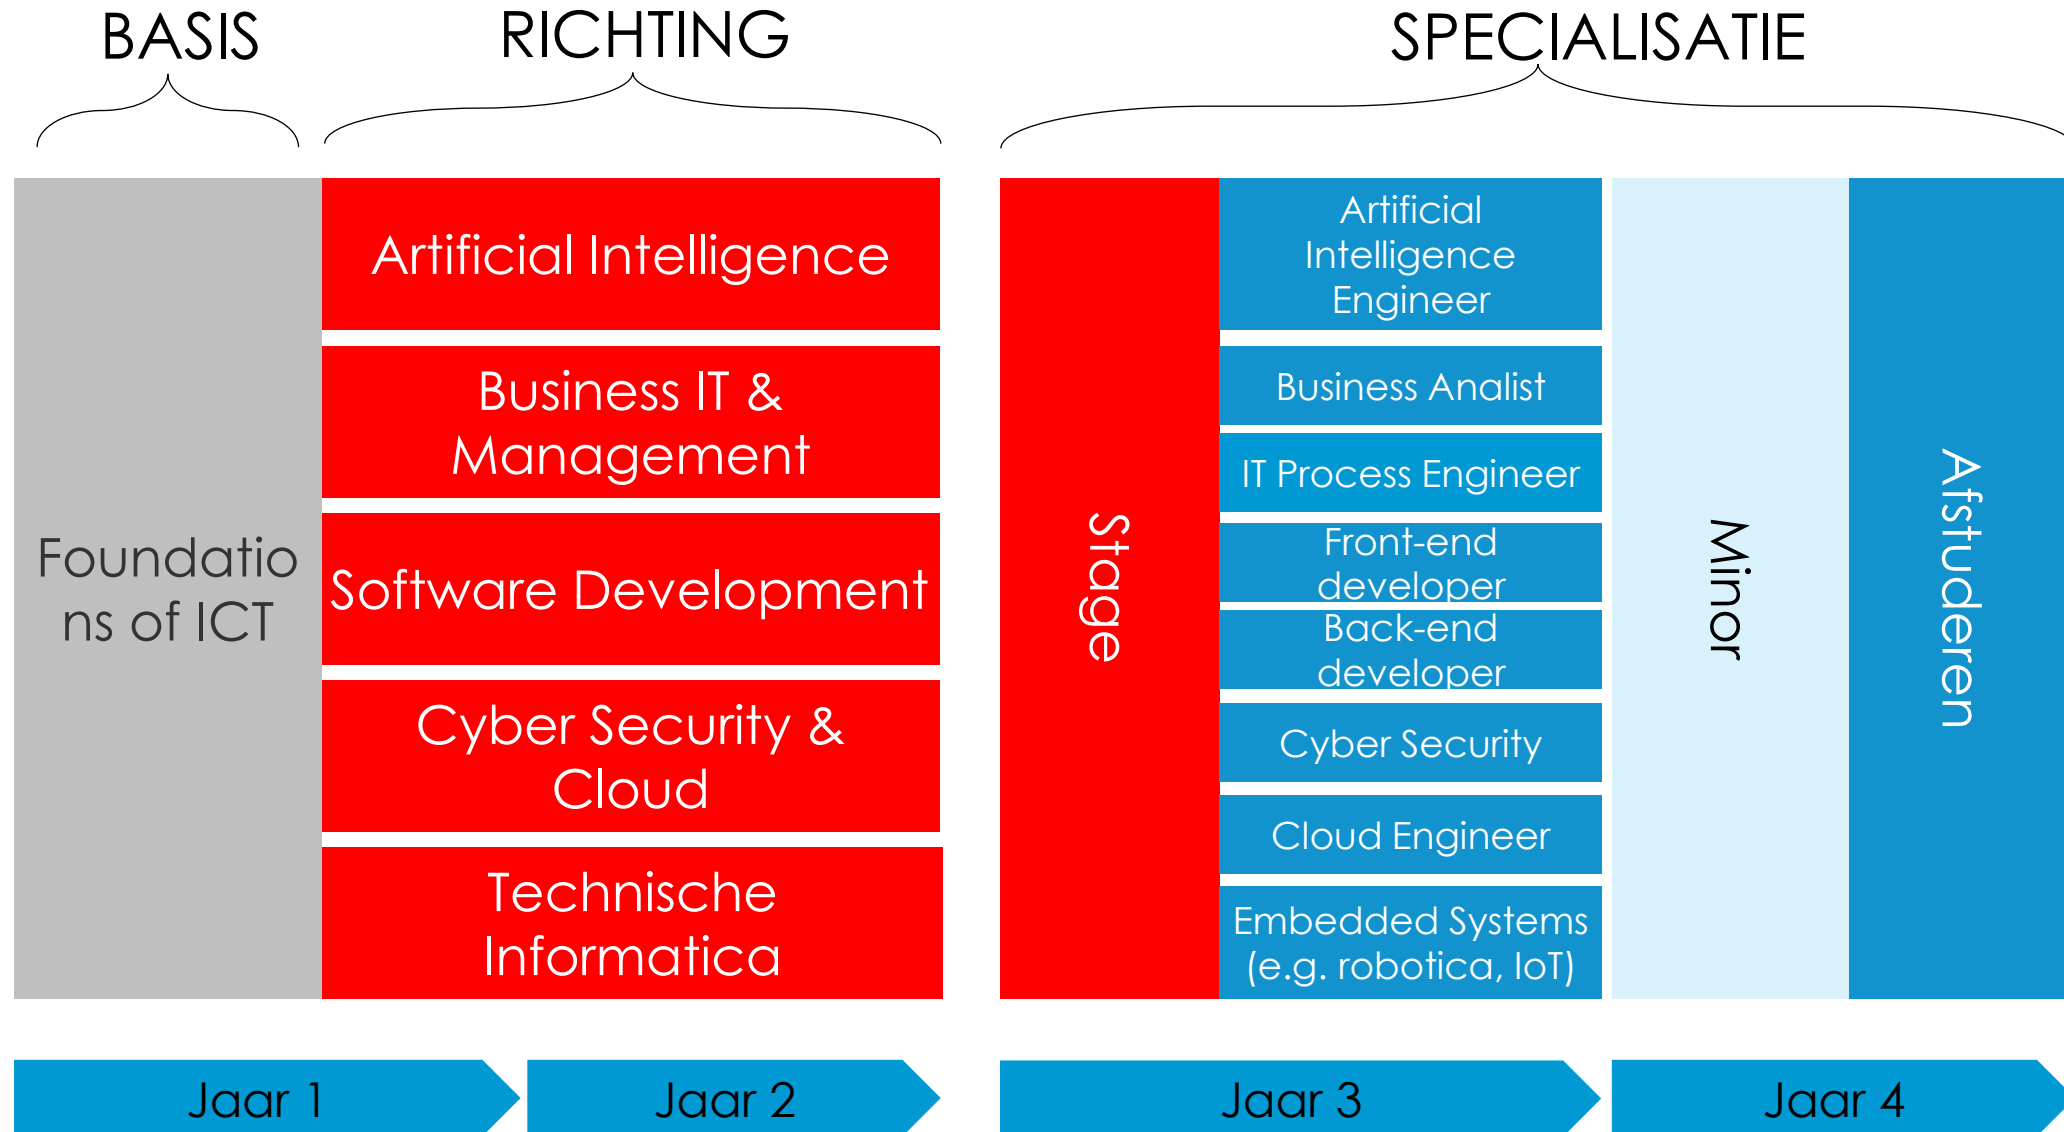 BASIS
RICHTING
SPECIALISATIE
Foundatio
ns of ICT
Artificial Intelligence
Business IT &
Management
Software Development
Cyber Security &
Cloud
Technische
Informatica
Stage
Artificial
Intelligence
Engineer
Business Analist
IT Process Engineer
Front-end
developer
Back-end
developer
Cyber Security
Cloud Engineer
Embedded Systems
(e.g. robotica, IoT)
Minor
Afstuderen
Jaar 1
Jaar 2
Jaar 3
Jaar 4